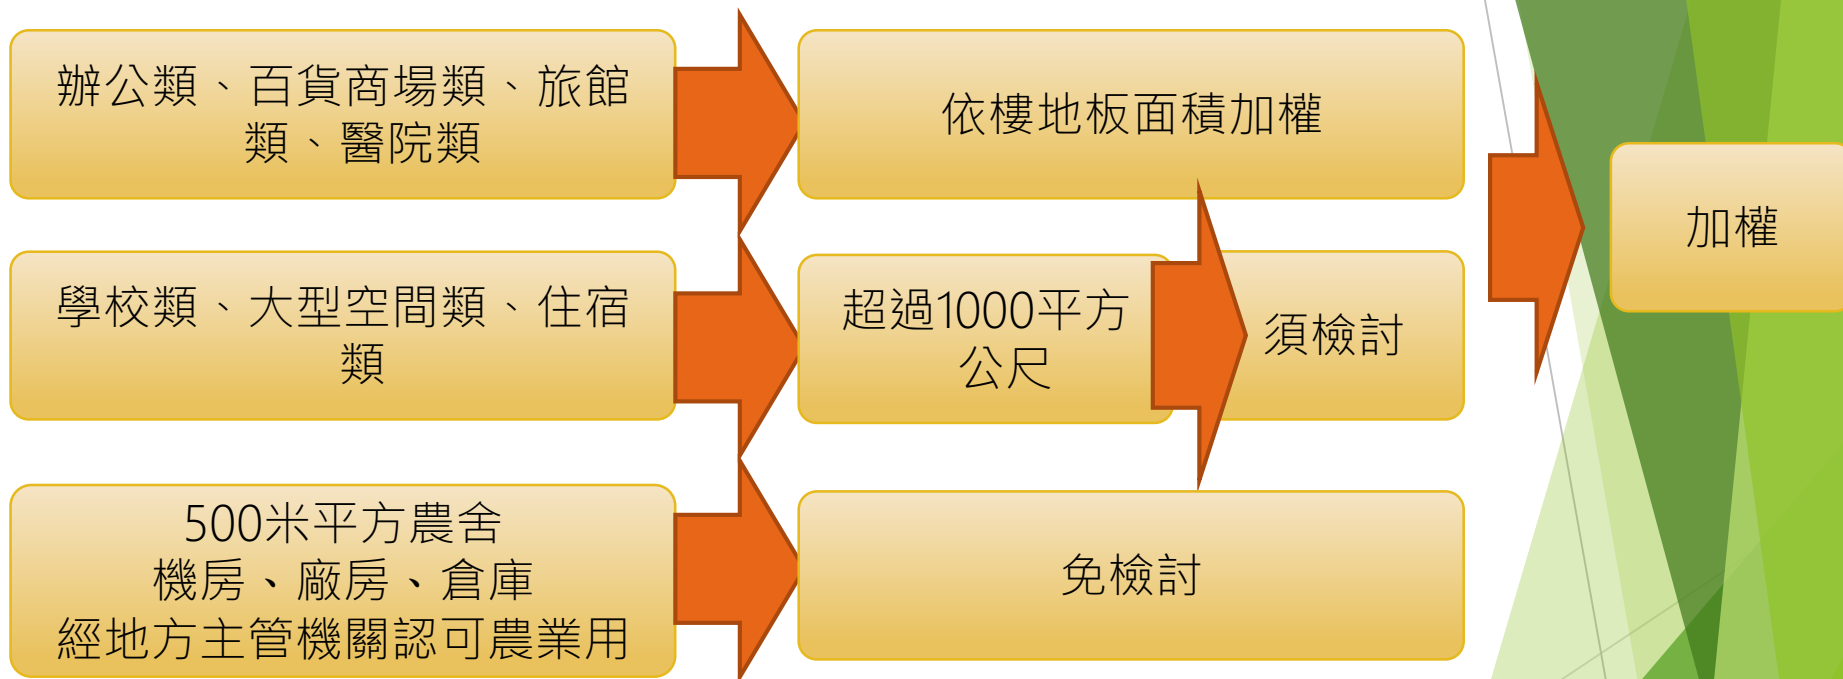 辦公類、百貨商場類、旅館
類、醫院類
依樓地板面積加權
加權
學校類、大型空間類、住宿
類
超過1000平方
公尺
須檢討
500米平方農舍
機房、廠房、倉庫
經地方主管機關認可農業用
免檢討